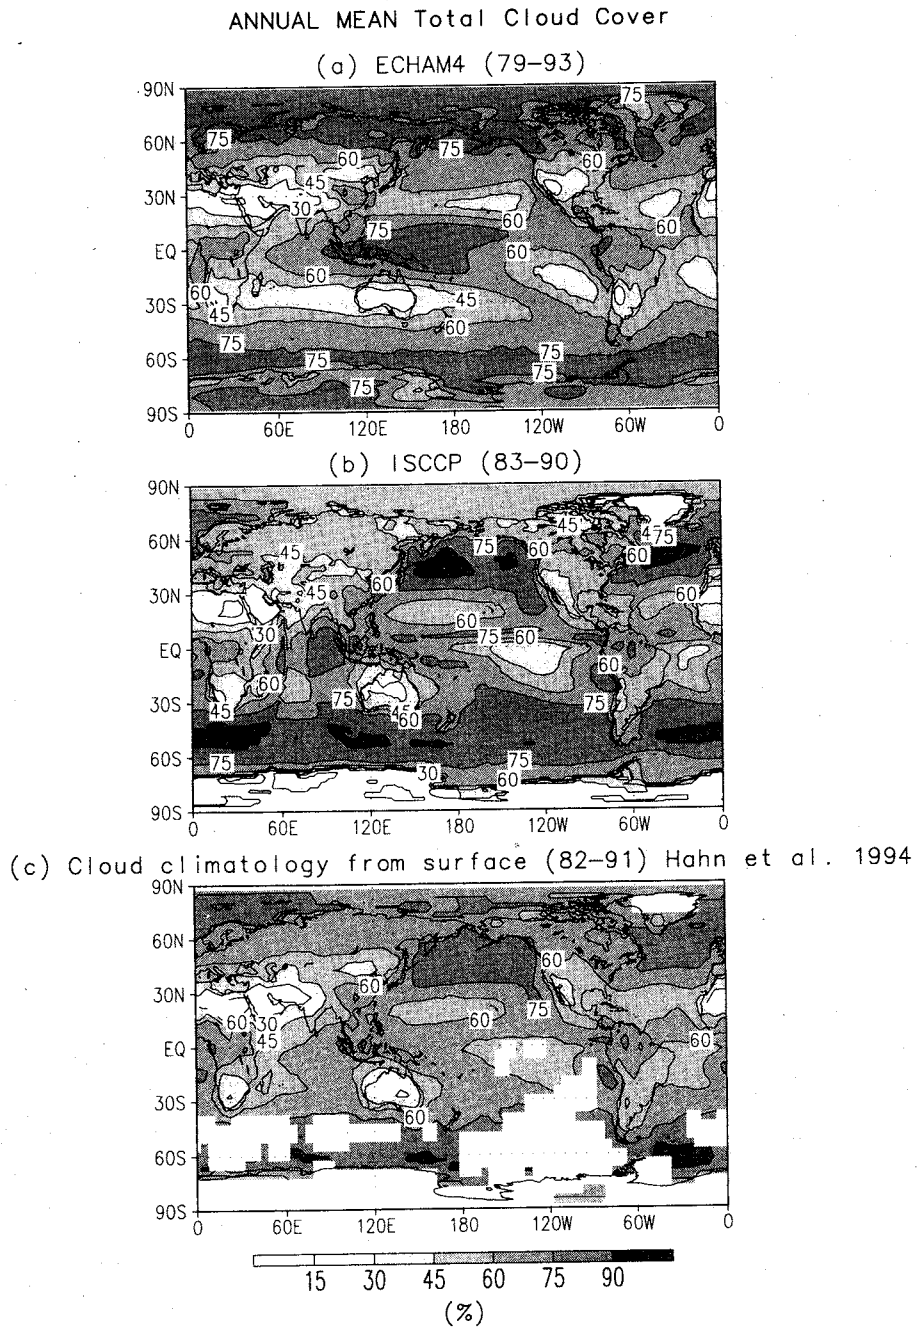 ANNUAL MEAN Total Cloud Cover
(a) ECHAM4 (79–93)
90N
60N
30N
EQ
30S
60S
90S
75
75
60
75
60
45
30
60
75
60
60
60
45
45
60
75
75
75
75
75
60E
120E
180
120W
60W
0
(b) ISCCP (83–90)
90N
60N
30N
EQ
30S
60S
90S
45
75
60
45
75
60
45
60
60
60
30
75
60
60
60
75
75
45
45
60
75
30
60
75
0
60E
120E
180
120W
60W
0
(c) Cloud climatology from surface (82–91) Hahn et al. 1994
90N
60N
30N
EQ
30S
60S
90S
60
60
60
30
60
75
45
60
60
0
60E
120E
180
120W
60W
0
15 30 45 60 75 90
(%)